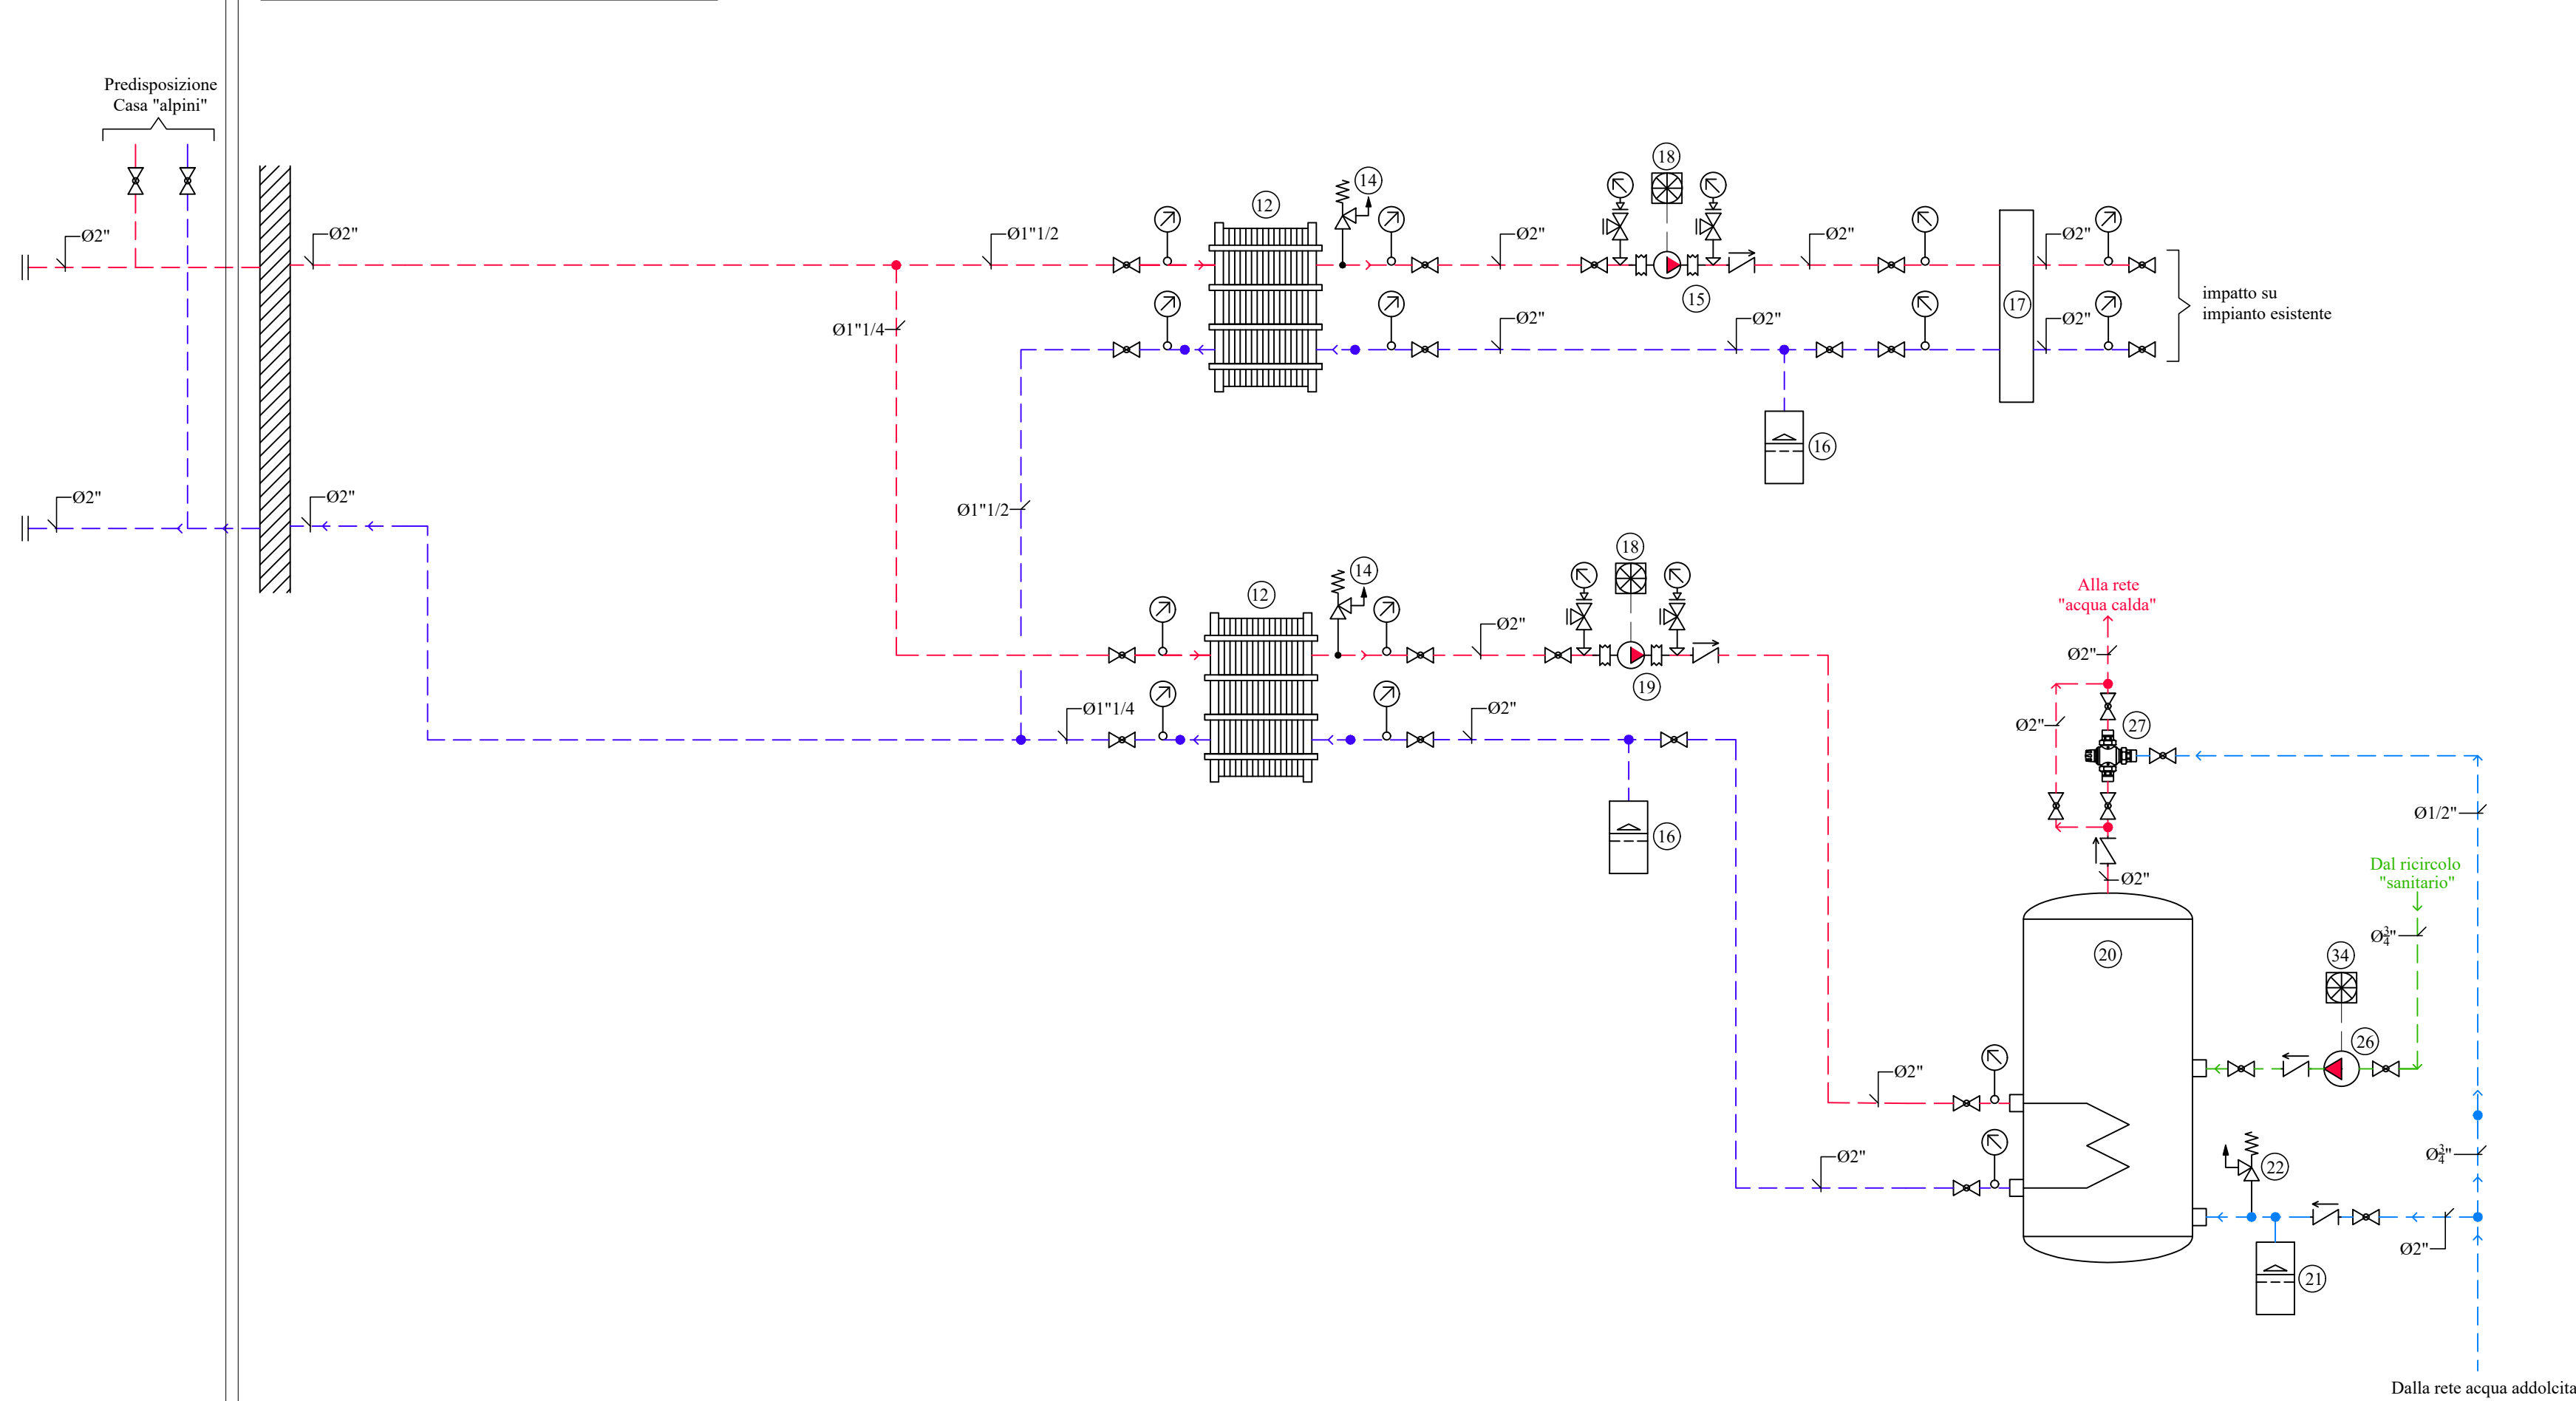 Predisposizione
Casa "alpini"
Ø2"
Ø2"
Ø1"1/2
12
14
Ø2"
18
15
Ø2"
17
Ø2"
impatto su
impianto esistente
Ø1"1/4
Ø2"
Ø2"
Ø2"
16
Ø2"
Ø2"
Ø1"1/2
12
14
Ø2"
18
19
Ø1"1/4
Ø2"
16
Alla rete
"acqua calda"
Ø2"
Ø2"
27
Ø1/2"
Ø2"
Dal ricircolo
"sanitario"
Ø3/4"
20
34
26
Ø2"
Ø2"
22
Ø3/4"
Ø2"
21
Dalla rete acqua addolcita